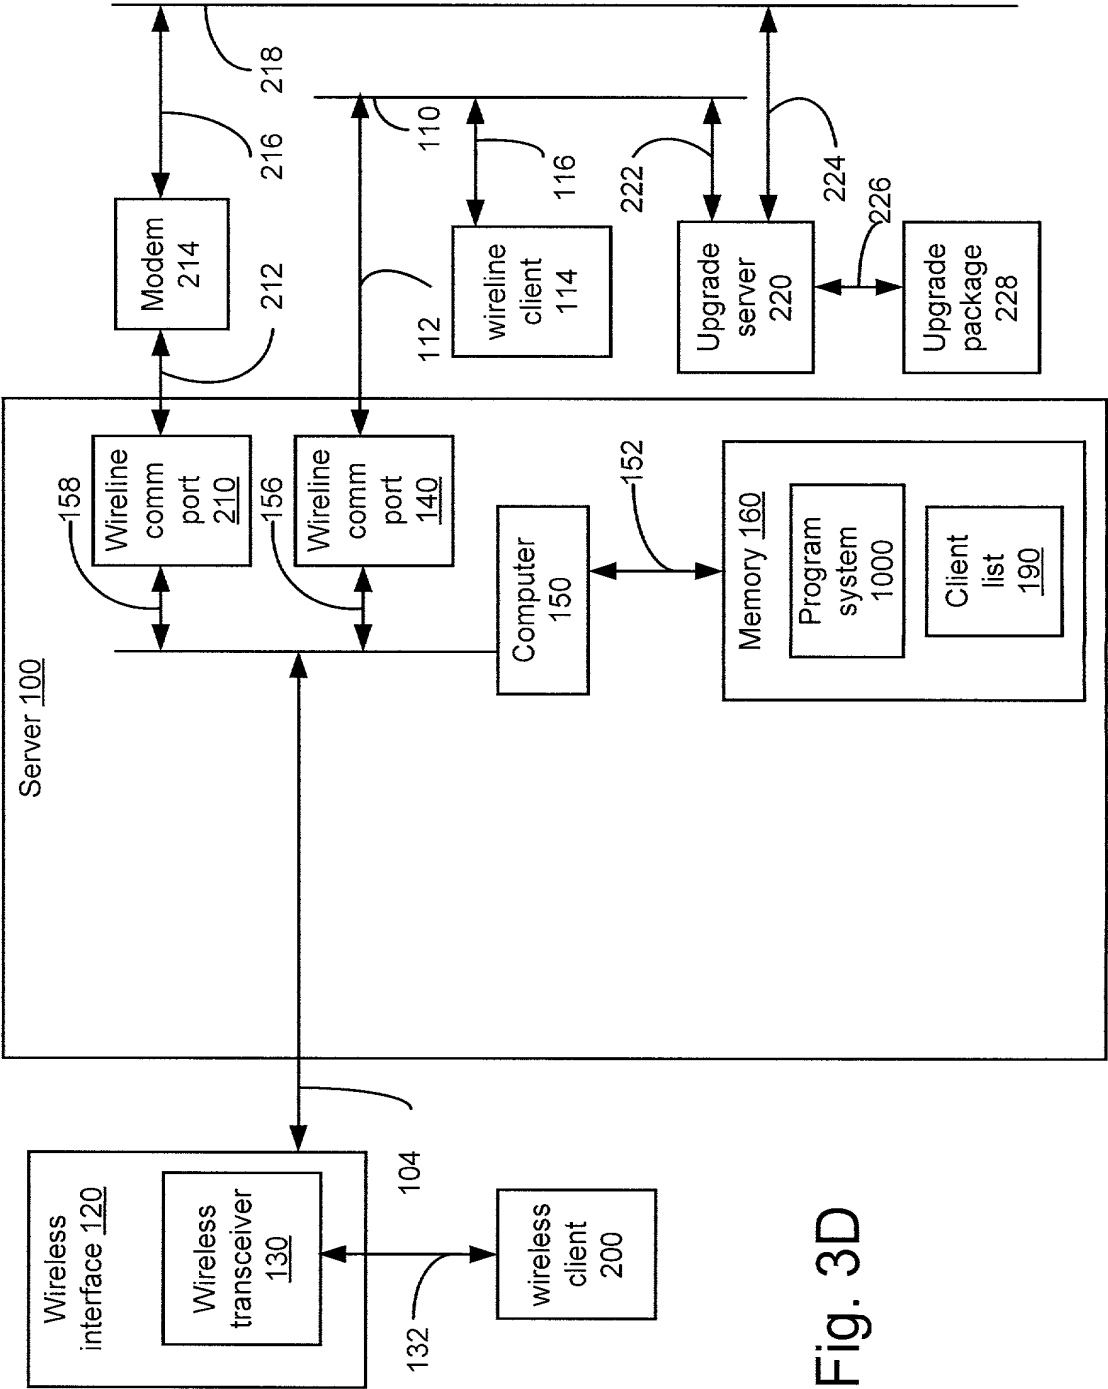 Server 100
Wireless
interface 120
Wireless
transceiver
130
132
wireless
client
200
104
158
Wireline
comm
port
210
156
Wireline
comm
port
140
Computer
150
152
Memory 160
Program
system
1000
Client
list
190
212
Modem
214
216
218
112
110
wireline
client
114
116
222
Upgrade
server
220
224
226
Upgrade
package
228
Fig. 3D